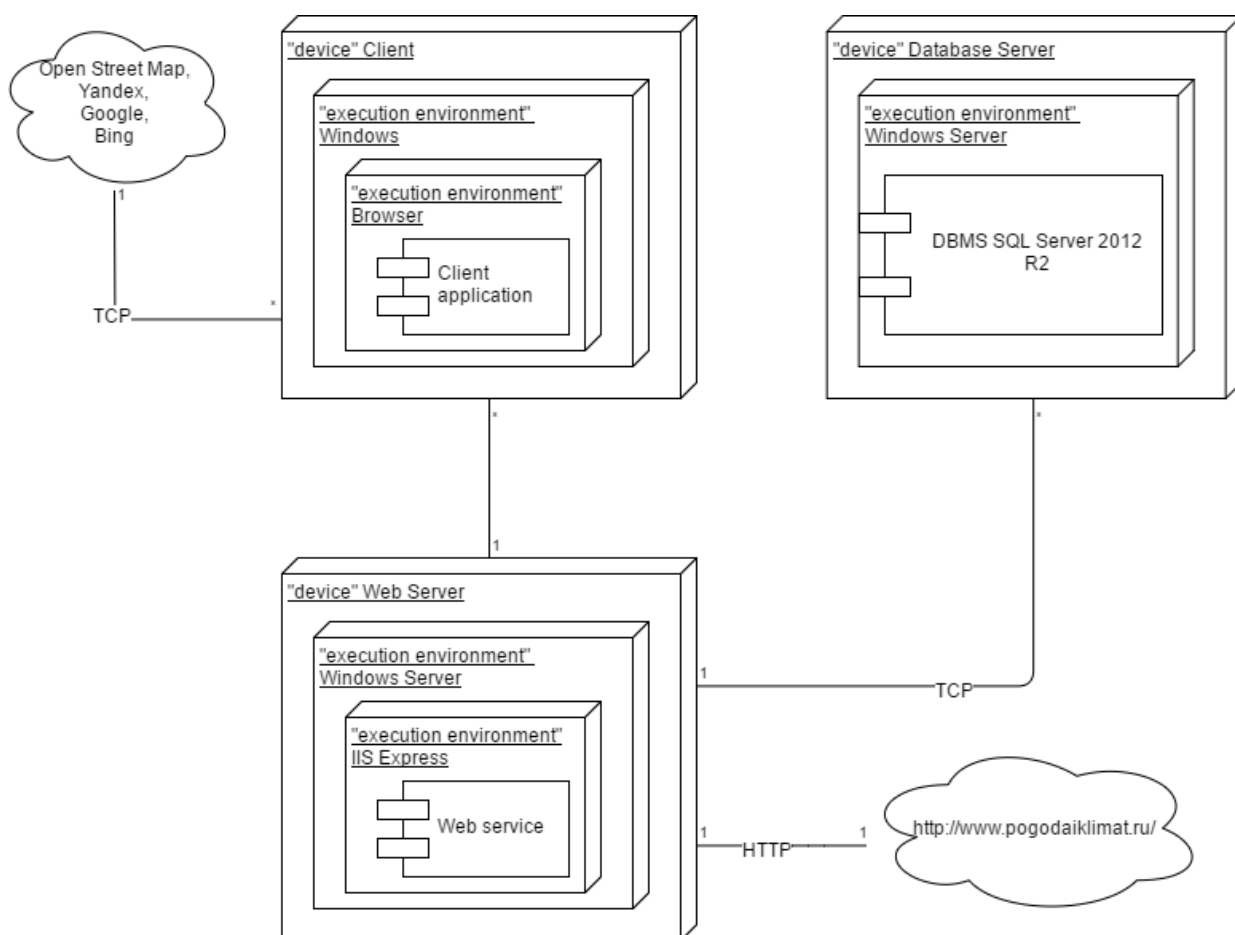 Open Street Map,
Yandex,
Google,
Bing
1
TCP
*
"device" Client
"execution environment"
Windows
"execution environment"
Browser
Client
application
"device" Database Server
"execution environment"
Windows Server
DBMS SQL Server 2012
R2
*
1
*
1
TCP
"device" Web Server
"execution environment"
Windows Server
"execution environment"
IIS Express
Web service
1
HTTP
1
http://www.pogodaiklimat.ru/